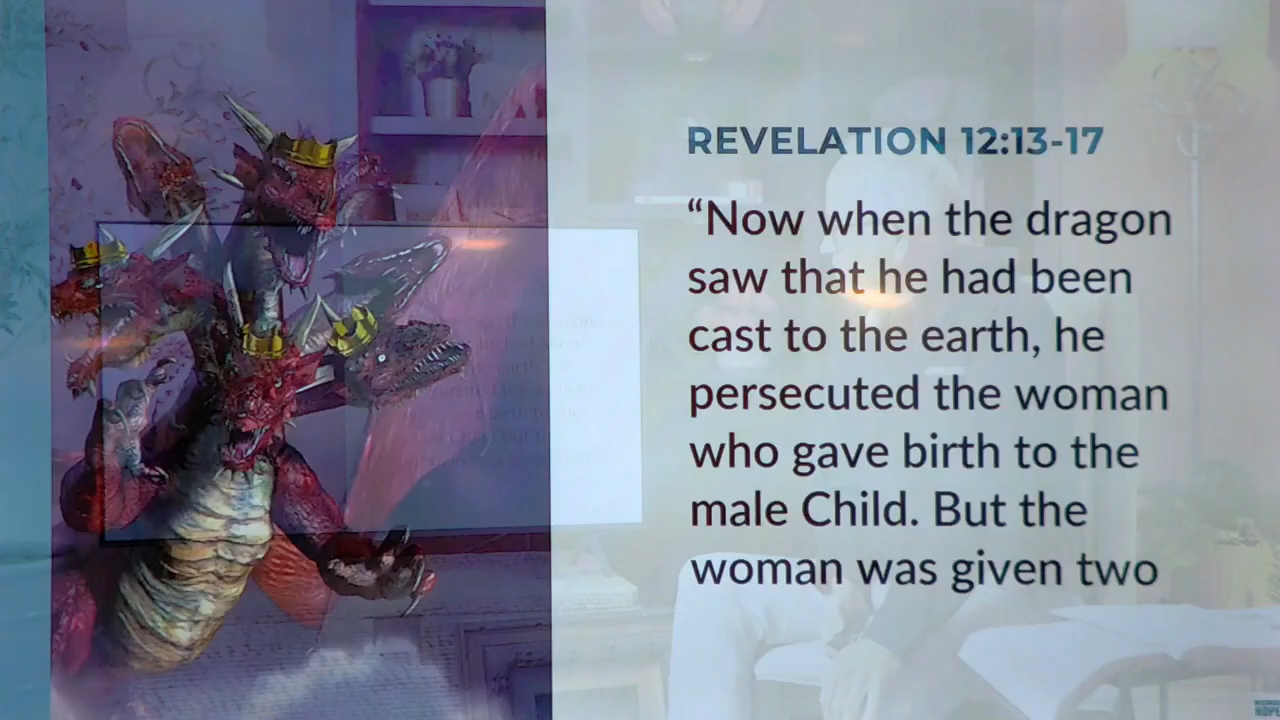 REVELATION 12:13-17
“Now when the dragon
saw that he had been
cast to the earth, he
persecuted the woman
who gave birth to the
male Child. But the
woman was given two